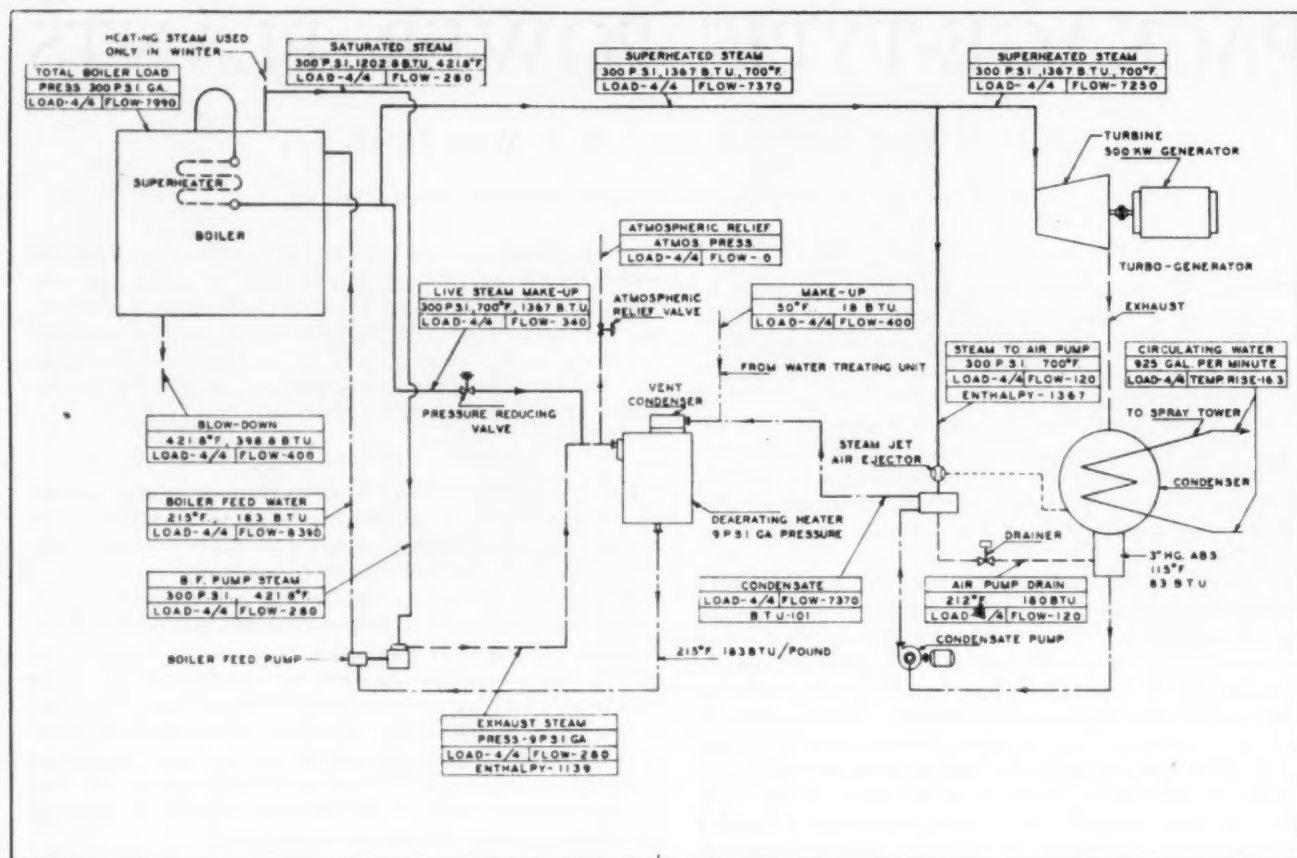 PACKAGE-TYPE POWER PLANTS
HEATING STEAM USED
ONLY IN WINTER
TOTAL BOILER LOAD
PRESS 300 P.S.I. GA.
LOAD-4/4 FLOW-7990
SATURATED STEAM
300 P.S.I, 1202.8 B.T.U, 421.8°F.
LOAD-4/4 FLOW-280
SUPERHEATED STEAM
300 P.S.I, 1367 B.T.U., 700°F.
LOAD-4/4 FLOW-7370
SUPERHEATED STEAM
300 P.S.I, 1367 B.T.U, 700°F.
LOAD-4/4 FLOW-7250
SUPERHEATER
BOILER
TURBINE
500 KW GENERATOR
TURBO-GENERATOR
EXHAUST
ATMOSPHERIC RELIEF
ATMOS. PRESS.
LOAD-4/4 FLOW-0
ATMOSPHERIC
RELIEF VALVE
LIVE STEAM MAKE-UP
300 P.S.I, 700°F, 1367 B.T.U.
LOAD-4/4 FLOW-340
PRESSURE REDUCING
VALVE
MAKE-UP
50°F., 18 B.T.U.
LOAD-4/4 FLOW-400
FROM WATER TREATING UNIT
VENT
CONDENSER
STEAM TO AIR PUMP
300 P.S.I. 700°F.
LOAD-4/4 FLOW-120
ENTHALPY-1367
CIRCULATING WATER
925 GAL. PER MINUTE
LOAD-4/4 TEMP. RISE-16.3
TO SPRAY TOWER
STEAM JET
AIR EJECTOR
CONDENSER
BLOW-DOWN
421.8°F, 398.8 B.T.U.
LOAD-4/4 FLOW-400
BOILER FEED WATER
215°F., 183 B.T.U
LOAD-4/4 FLOW-8390
B.F. PUMP STEAM
300 P.S.I., 421.8°F.
LOAD-4/4 FLOW-280
DEAERATING HEATER
9 P.S.I. GA PRESSURE
DRAINER
3" HG. ABS.
115°F
83 B T U
CONDENSATE
LOAD-4/4 FLOW-7370
B.T.U-101
AIR PUMP DRAIN
212°F 180 BTU
LOAD-/4 FLOW-120
CONDENSATE PUMP
BOILER FEED PUMP
215°F. 183 BTU/POUND
EXHAUST STEAM
PRESS-9 P S I GA
LOAD-4/4 FLOW-280
ENTHALPY-1139